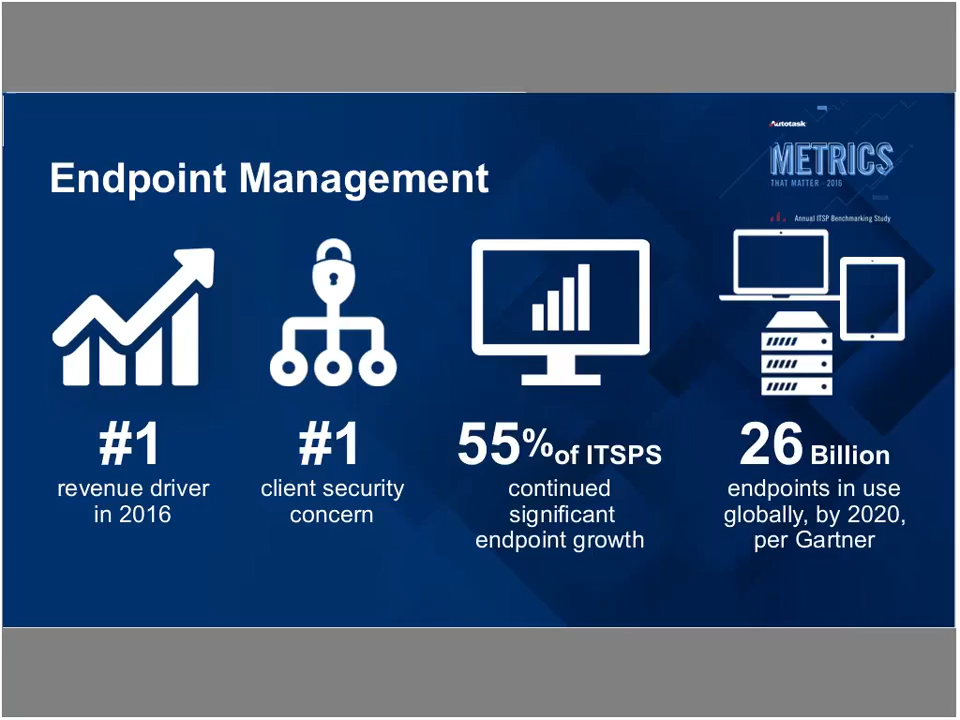 Autotask
METRICS
THAT MATTER - 2016
Annual ITSP Benchmarking Study
Endpoint Management
#1
revenue driver
in 2016
#1
client security
concern
55% of ITSPS
continued
significant
endpoint growth
26 Billion
endpoints in use
globally, by 2020,
per Gartner